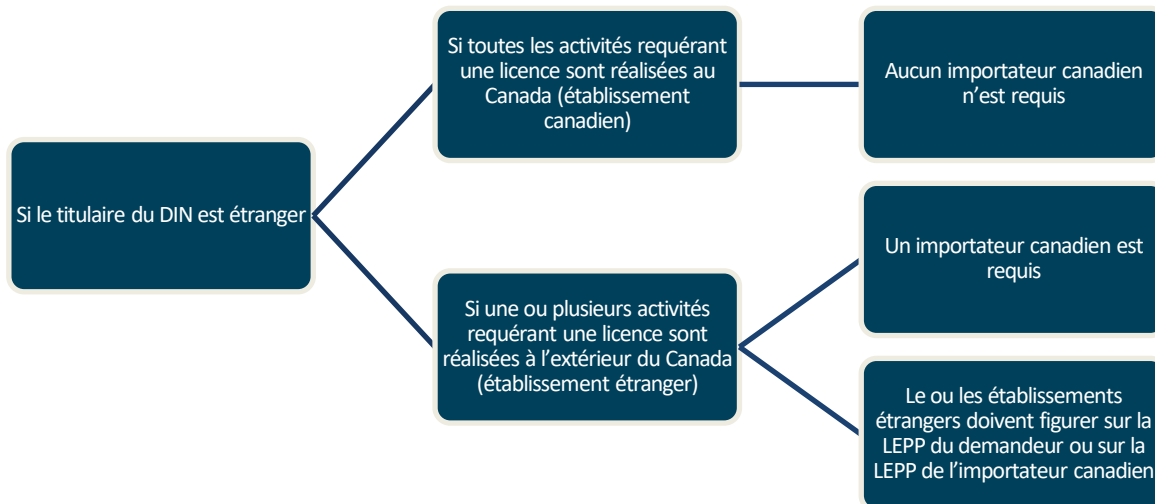 Si le titulaire du DIN est étranger
Si toutes les activités requérant
une licence sont réalisées au
Canada (établissement
canadien)
Aucun importateur canadien
n’est requis
Si une ou plusieurs activités
requérant une licence sont
réalisées à l’extérieur du Canada
(établissement étranger)
Un importateur canadien est
requis
Le ou les établissements
étrangers doivent figurer sur la
LEPP du demandeur ou sur la
LEPP de l’importateur canadien